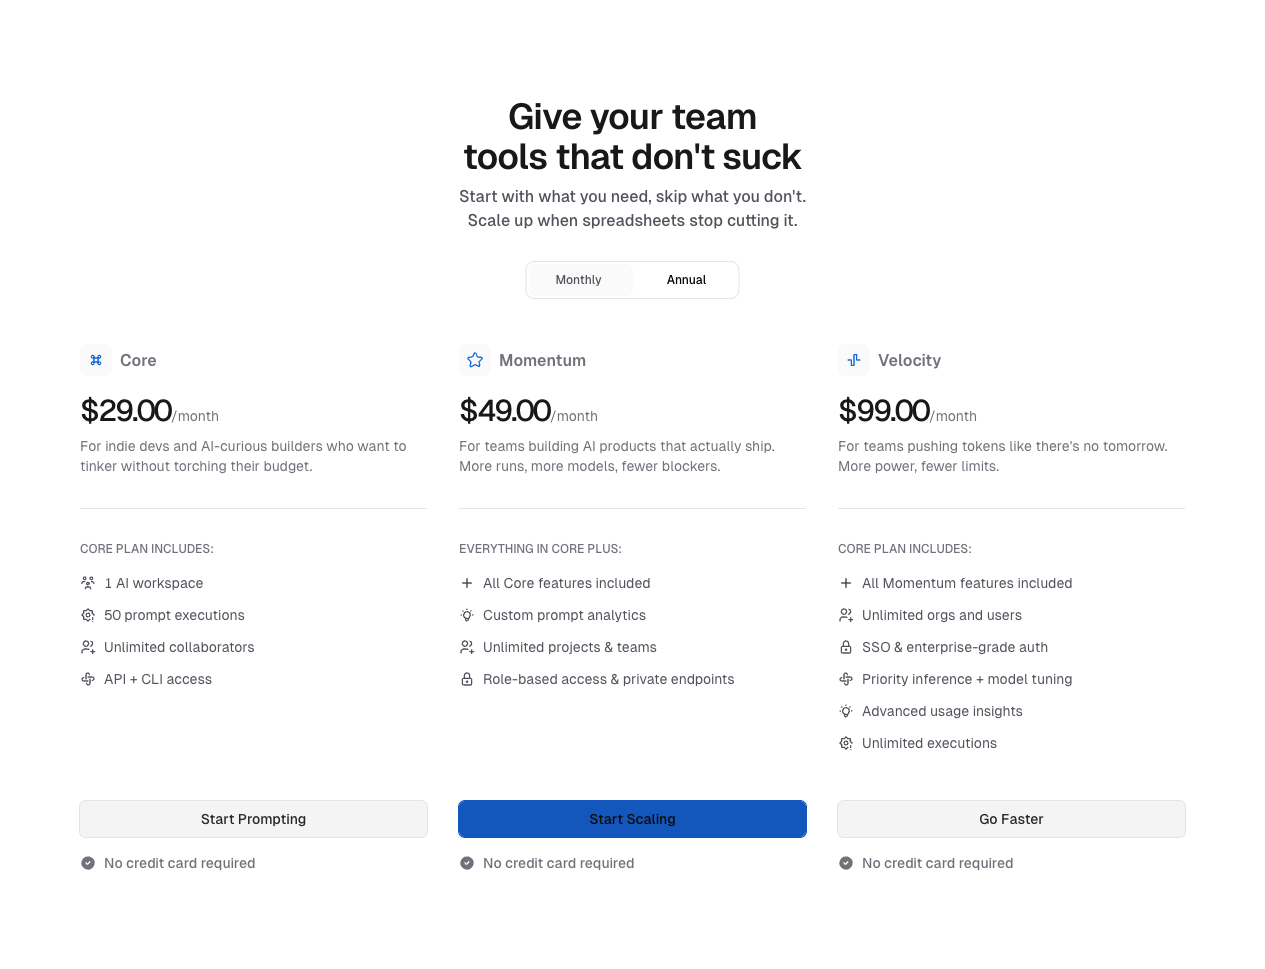 Give your team
tools that don't suck
Start with what you need, skip what you don't.
Scale up when spreadsheets stop cutting it.
Monthly
Annual
Core
$29.00/month
For indie devs and AI-curious builders who want to
tinker without torching their budget.
CORE PLAN INCLUDES:
1 AI workspace
50 prompt executions
Unlimited collaborators
API + CLI access
Start Prompting
No credit card required
Momentum
$49.00/month
For teams building AI products that actually ship.
More runs, more models, fewer blockers.
EVERYTHING IN CORE PLUS:
All Core features included
Custom prompt analytics
Unlimited projects & teams
Role-based access & private endpoints
Start Scaling
No credit card required
Velocity
$99.00/month
For teams pushing tokens like there's no tomorrow.
More power, fewer limits.
CORE PLAN INCLUDES:
All Momentum features included
Unlimited orgs and users
SSO & enterprise-grade auth
Priority inference + model tuning
Advanced usage insights
Unlimited executions
Go Faster
No credit card required